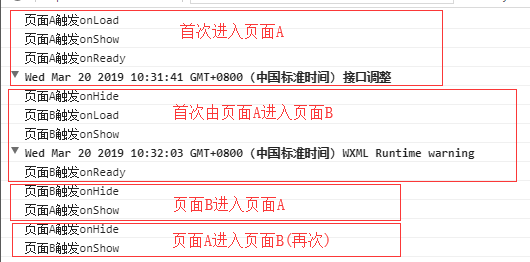 页面A触发onLoad
页面A触发onShow
页面A触发onReady
首次进入页面A
Wed Mar 20 2019 10:31:41 GMT+0800 (中国标准时间) 接口调整
页面A触发onHide
页面B触发onLoad
页面B触发onShow
首次由页面A进入页面B
Wed Mar 20 2019 10:32:03 GMT+0800 (中国标准时间) WXML Runtime warning
页面B触发onReady
页面B触发onHide
页面A触发onShow
页面B进入页面A
页面A触发onHide
页面B触发onShow
页面A进入页面B(再次)